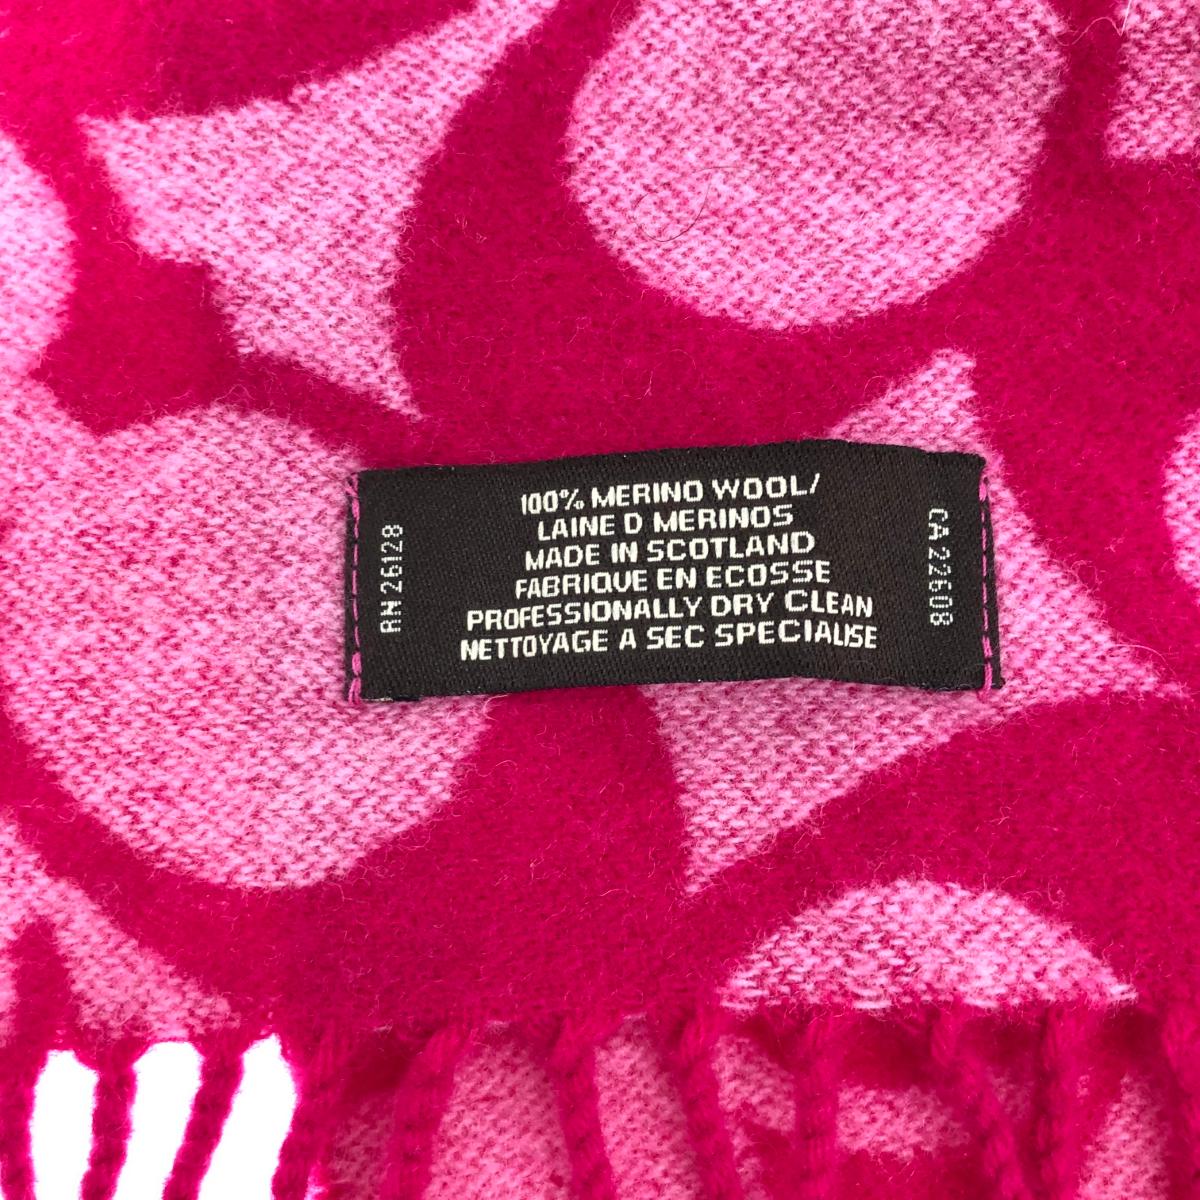 100% MERINO WOOL/
LAINE D MERINOS
MADE IN SCOTLAND
FABRIQUE EN ECOSSE
PROFESSIONALLY DRY CLEAN
NETTOYAGE A SEC SPECIALISE
RN 26128
CA 22608